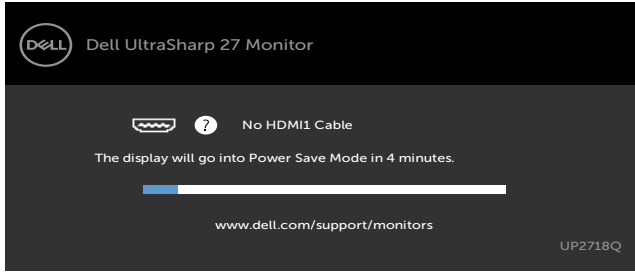 DELL Dell UltraSharp 27 Monitor
? No HDMI1 Cable
The display will go into Power Save Mode in 4 minutes.
www.dell.com/support/monitors
UP2718Q